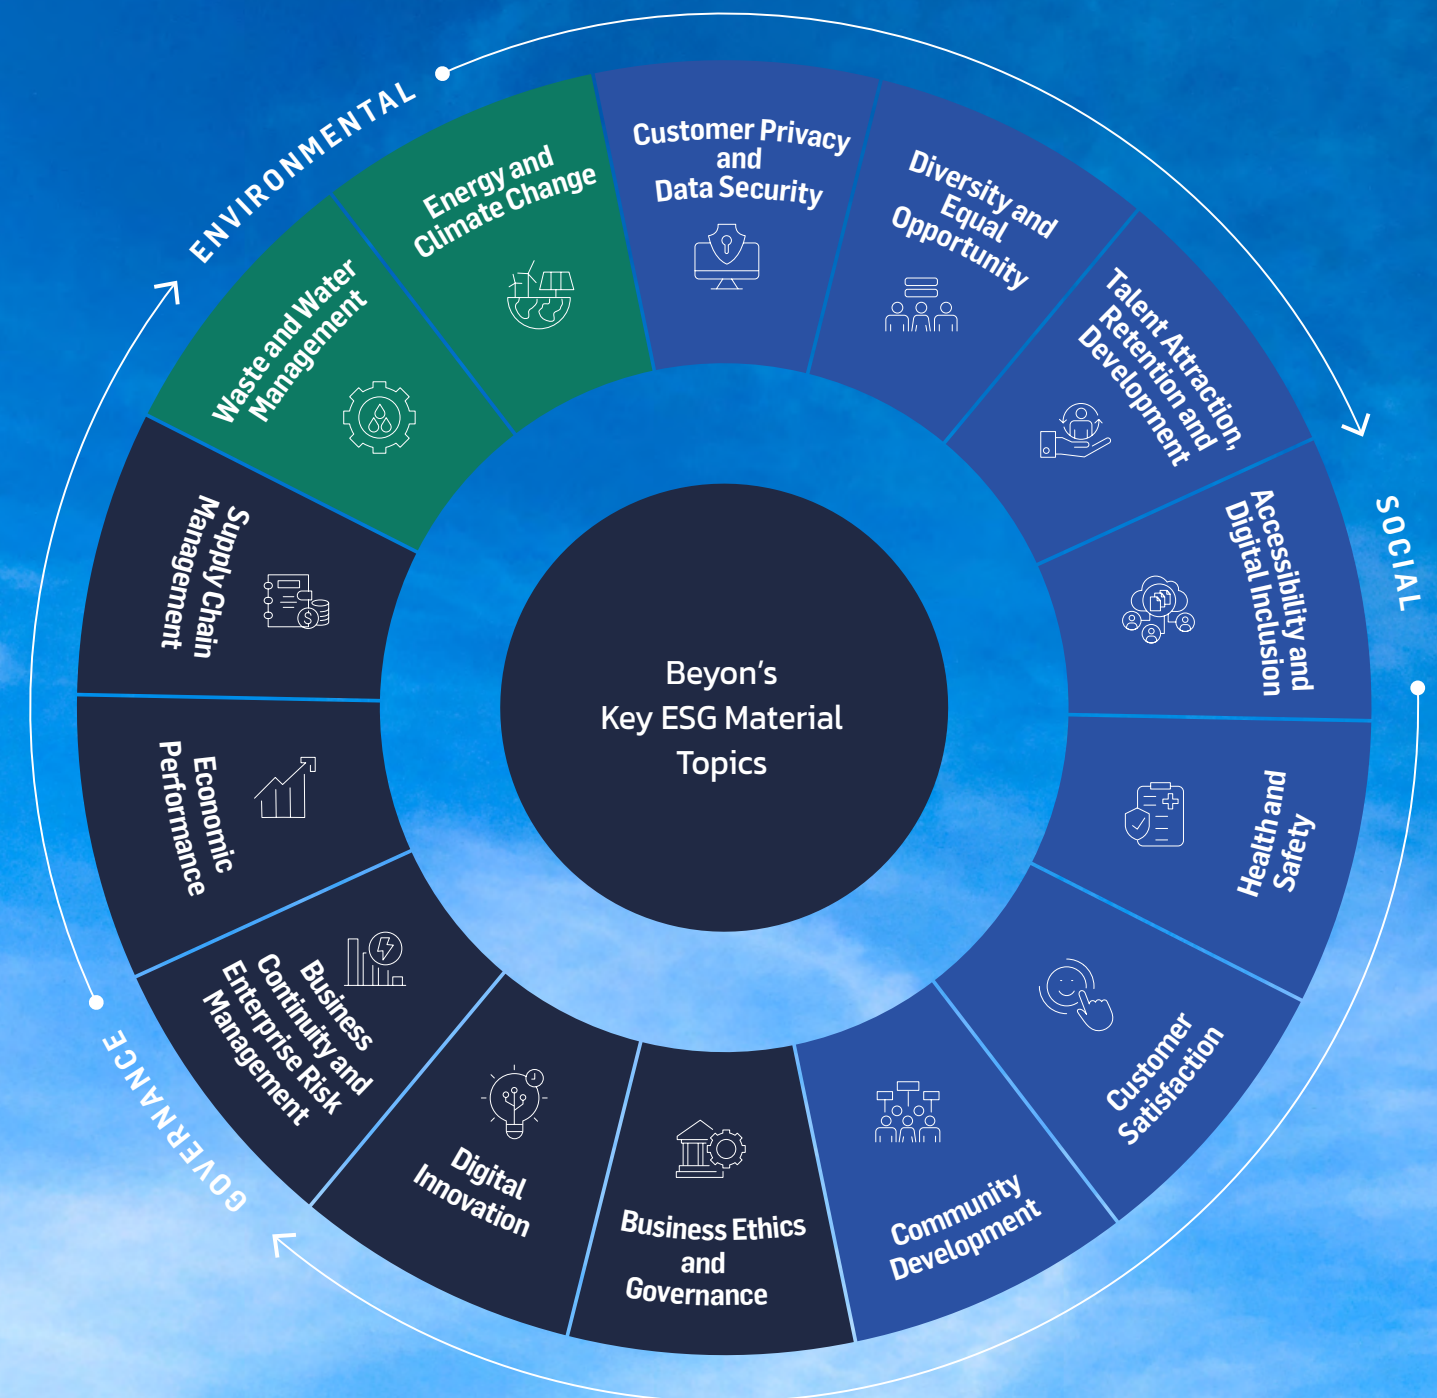 ENVIRONMENTAL
Energy and
Climate Change
Waste and Water
Management
SOCIAL
Customer Privacy
and
Data Security
Diversity and
Equal
Opportunity
Talent Attraction,
Retention and
Development
Accessibility and
Digital Inclusion
Health and
Safety
Customer
Satisfaction
Community
Development
GOVERNANCE
Business Ethics
and
Governance
Digital
Innovation
Business
Continuity and
Enterprise Risk
Management
Economic
Performance
Supply Chain
Management
$
Beyon’s
Key ESG Material
Topics